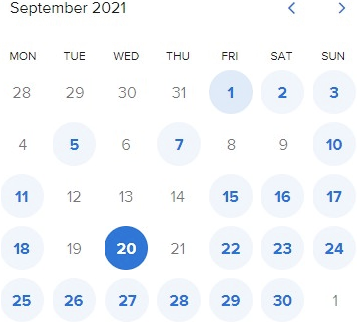 September 2021
MON TUE WED THU FRI SAT SUN
28 29 30 31 1 2 3
4 5 6 7 8 9 10
11 12 13 14 15 16 17
18 19 20 21 22 23 24
25 26 27 28 29 30 1